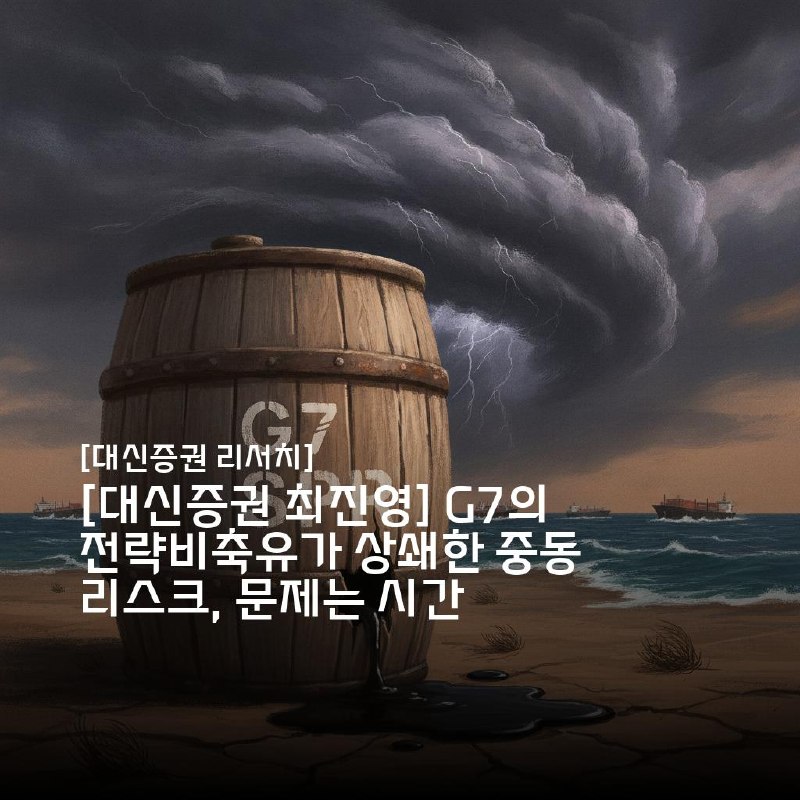 G7
SPR
[대신증권 리서치]
[대신증권 최진영] G7의
전략비축유가 상쇄한 중동
리스크, 문제는 시간